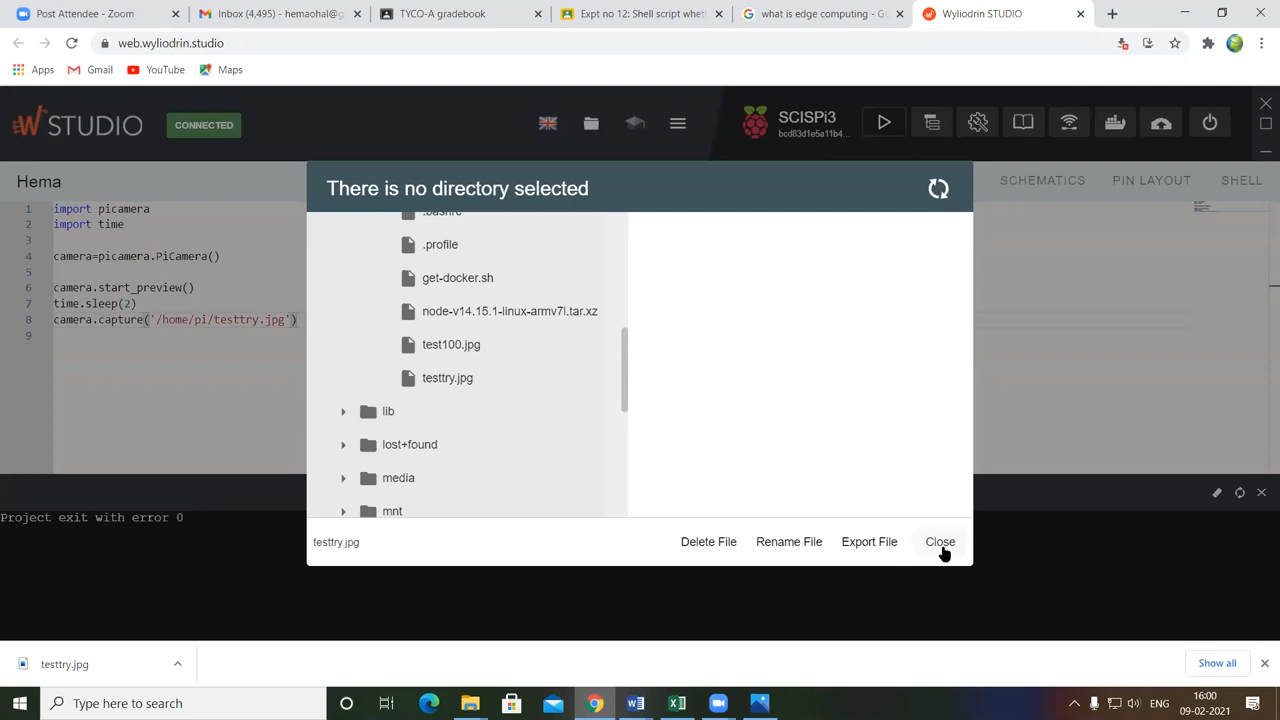 Post Attendee - Zoom
Inbox (4,495) - hemaohal@g
TYCO-A gradebook
Expt no 12: Shell script whet
what is edge computing - G
Wyliodrin STUDIO
web.wyliodrin.studio
Apps
Gmail
YouTube
Maps
STUDIO
CONNECTED
SCISPi3
bcd83d1e5a11b4...
Hema
There is no directory selected
SCHEMATICS
PIN LAYOUT
SHELL
1 import picamera
2 import time
3
4 camera=picamera.PiCamera()
5
6 camera.start_preview()
7 time.sleep(2)
8 camera.capture('/home/pi/testtry.jpg')
9
.bashrc
.profile
get-docker.sh
node-v14.15.1-linux-armv7l.tar.xz
test100.jpg
testtry.jpg
lib
lost+found
media
mnt
testtry.jpg
Delete File
Rename File
Export File
Close
Project exit with error 0
testtry.jpg
Show all
Type here to search
ENG
16:00
09-02-2021